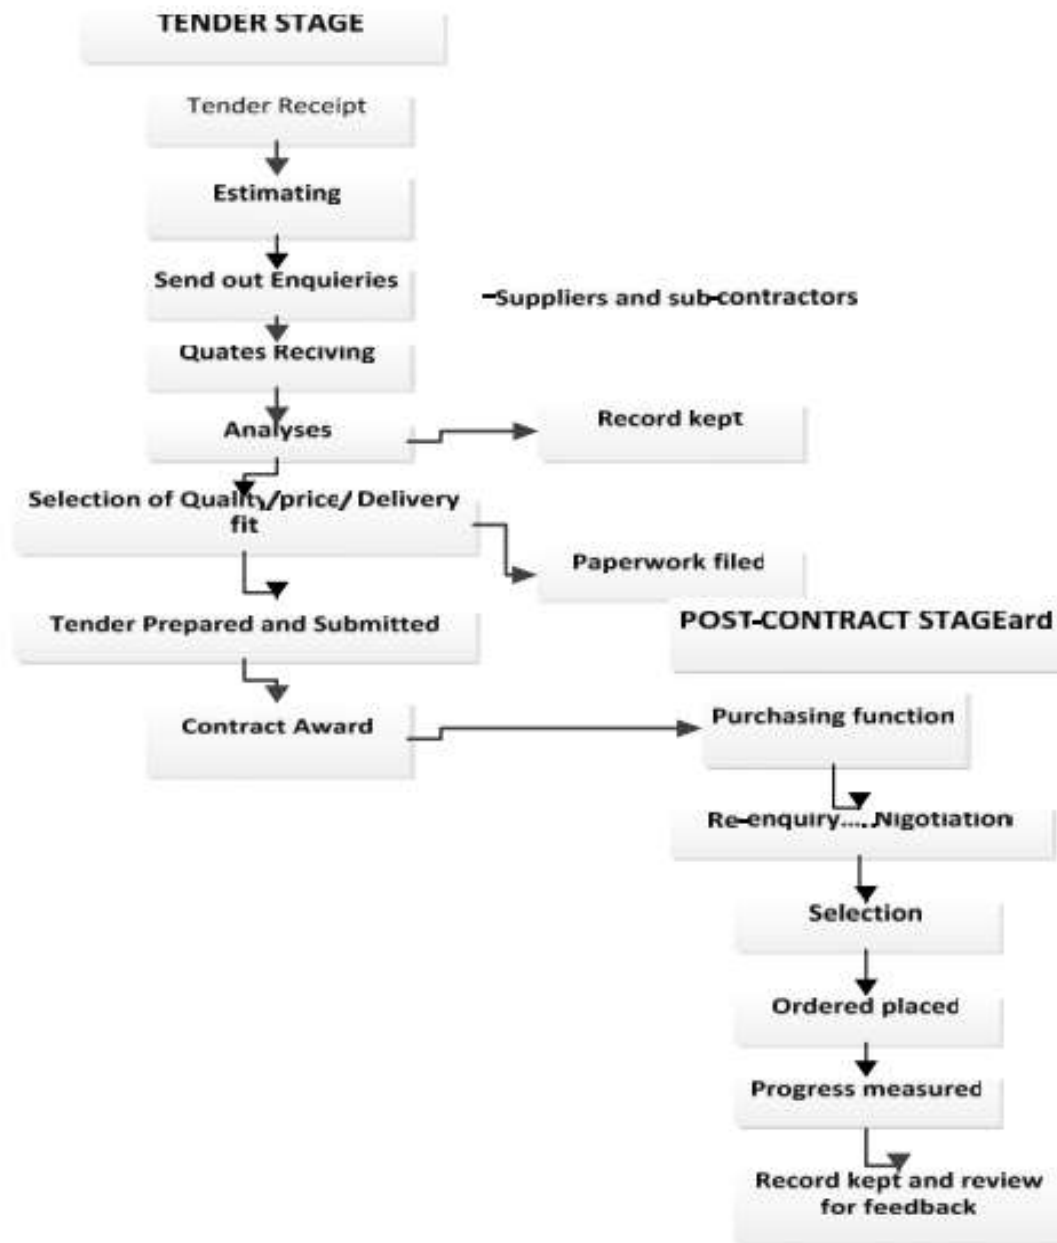 TENDER STAGE
Tender Receipt
Estimating
Send out Enquieries
-Suppliers and sub-contractors
Quates Reciving
Analyses
Record kept
Selection of Quality/price/ Delivery
fit
Paperwork filed
Tender Prepared and Submitted
POST-CONTRACT STAGEard
Contract Award
Purchasing function
Re-enquiry.....Nigotiation
Selection
Ordered placed
Progress measured
Record kept and review
for feedback